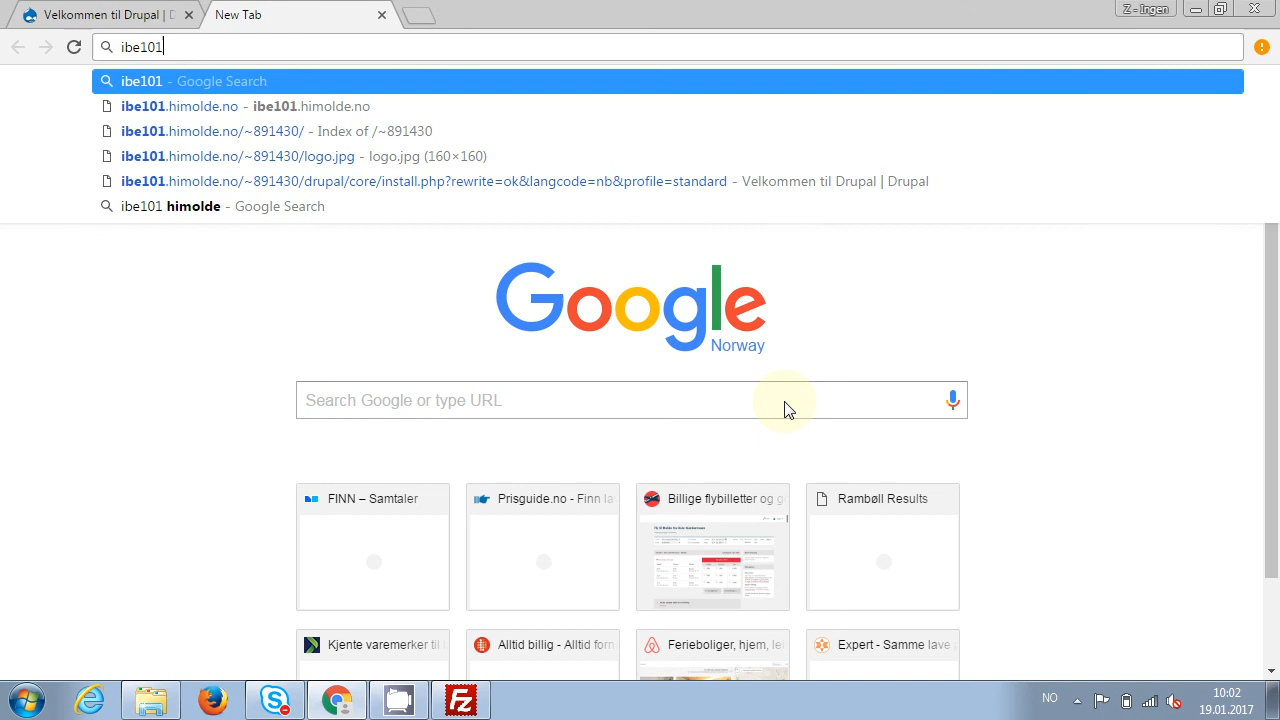 Velkommen til Drupal | D
New Tab
Z - Ingen
ibe101
ibe101 - Google Search
ibe101.himolde.no - ibe101.himolde.no
ibe101.himolde.no/~891430/ - Index of /~891430
ibe101.himolde.no/~891430/logo.jpg - logo.jpg (160×160)
ibe101.himolde.no/~891430/drupal/core/install.php?rewrite=ok&langcode=nb&profile=standard - Velkommen til Drupal | Drupal
ibe101 himolde - Google Search
Google
Norway
Search Google or type URL
FINN – Samtaler
Prisguide.no - Finn la
Billige flybilletter og g
Rambøll Results
Kjente varemerker til
Alltid billig - Alltid forn
Ferieboliger, hjem, le
Expert - Samme lave
NO
10:02
19.01.2017